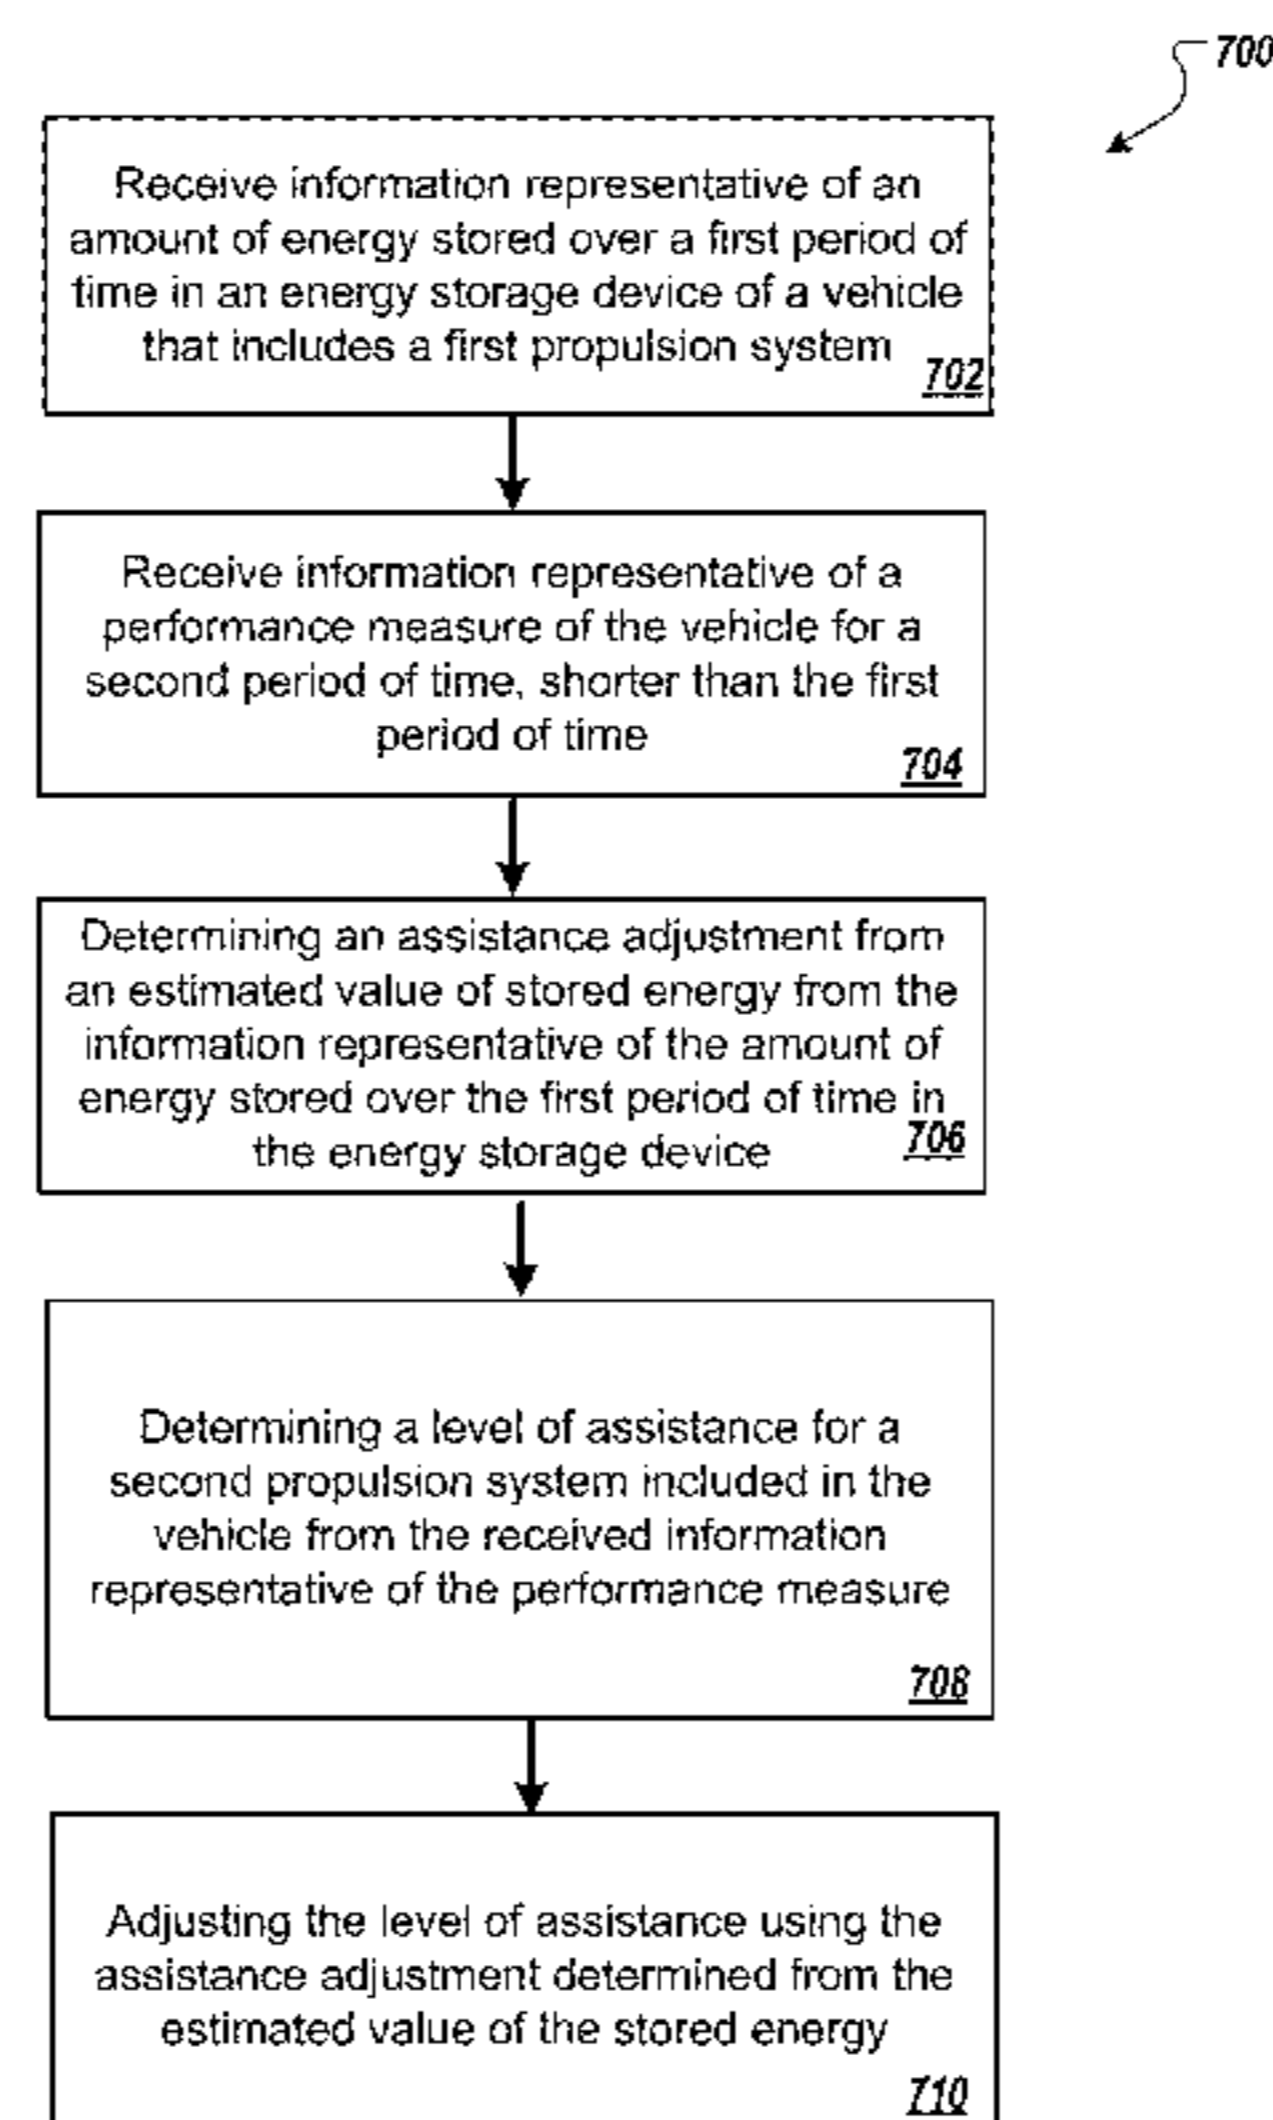 700
Receive information representative of an
amount of energy stored over a first period of
time in an energy storage device of a vehicle
that includes a first propulsion system
702
Receive information representative of a
performance measure of the vehicle for a
second period of time, shorter than the first
period of time
704
Determining an assistance adjustment from
an estimated value of stored energy from the
information representative of the amount of
energy stored over the first period of time in
the energy storage device
706
Determining a level of assistance for a
second propulsion system included in the
vehicle from the received information
representative of the performance measure
708
Adjusting the level of assistance using the
assistance adjustment determined from the
estimated value of the stored energy
710